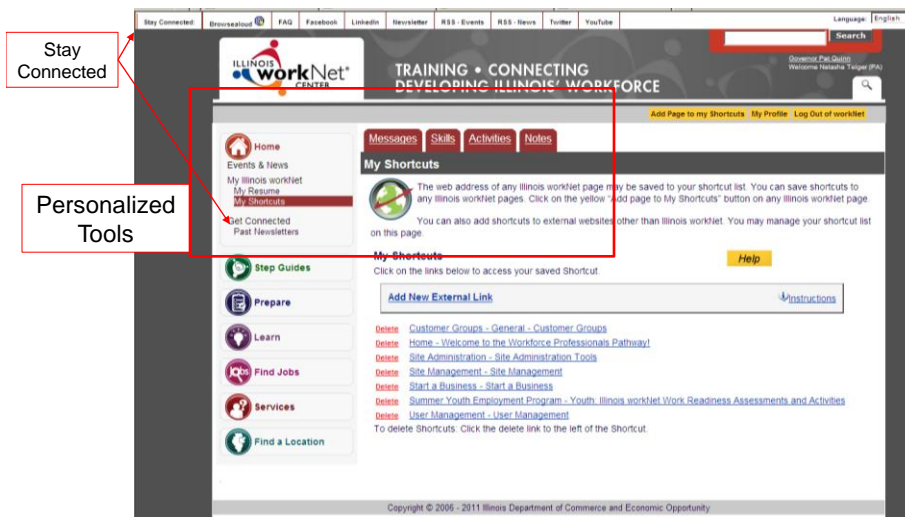 Stay Connected: Browsealoud FAQ Facebook LinkedIn Newsletter RSS - Events RSS - News Twitter YouTube Language: English
Stay
Connected
Search
ILLINOIS
workNet
CENTER
TRAINING • CONNECTING
DEVELOPING ILLINOIS' WORKFORCE
Governor Pat Quinn
Welcome Natasha Telger (PA)
Add Page to my Shortcuts My Profile Log Out of workNet
Home
Events & News
My Illinois workNet
My Resume
My Shortcuts
Get Connected
Past Newsletters
Personalized
Tools
Step Guides
Prepare
Learn
Find Jobs
Services
Find a Location
Messages Skills Activities Notes
My Shortcuts
The web address of any Illinois workNet page may be saved to your shortcut list. You can save shortcuts to
any Illinois workNet pages. Click on the yellow "Add page to My Shortcuts" button on any Illinois workNet page.
You can also add shortcuts to external websites other than Illinois workNet. You may manage your shortcut list
on this page.
My Shortcuts
Help
Click on the links below to access your saved Shortcut.
Add New External Link Instructions
Delete Customer Groups - General - Customer Groups
Delete Home - Welcome to the Workforce Professionals Pathway!
Delete Site Administration - Site Administration Tools
Delete Site Management - Site Management
Delete Start a Business - Start a Business
Delete Summer Youth Employment Program - Youth: Illinois workNet Work Readiness Assessments and Activities
Delete User Management - User Management
To delete Shortcuts: Click the delete link to the left of the Shortcut.
Copyright © 2006 - 2011 Illinois Department of Commerce and Economic Opportunity